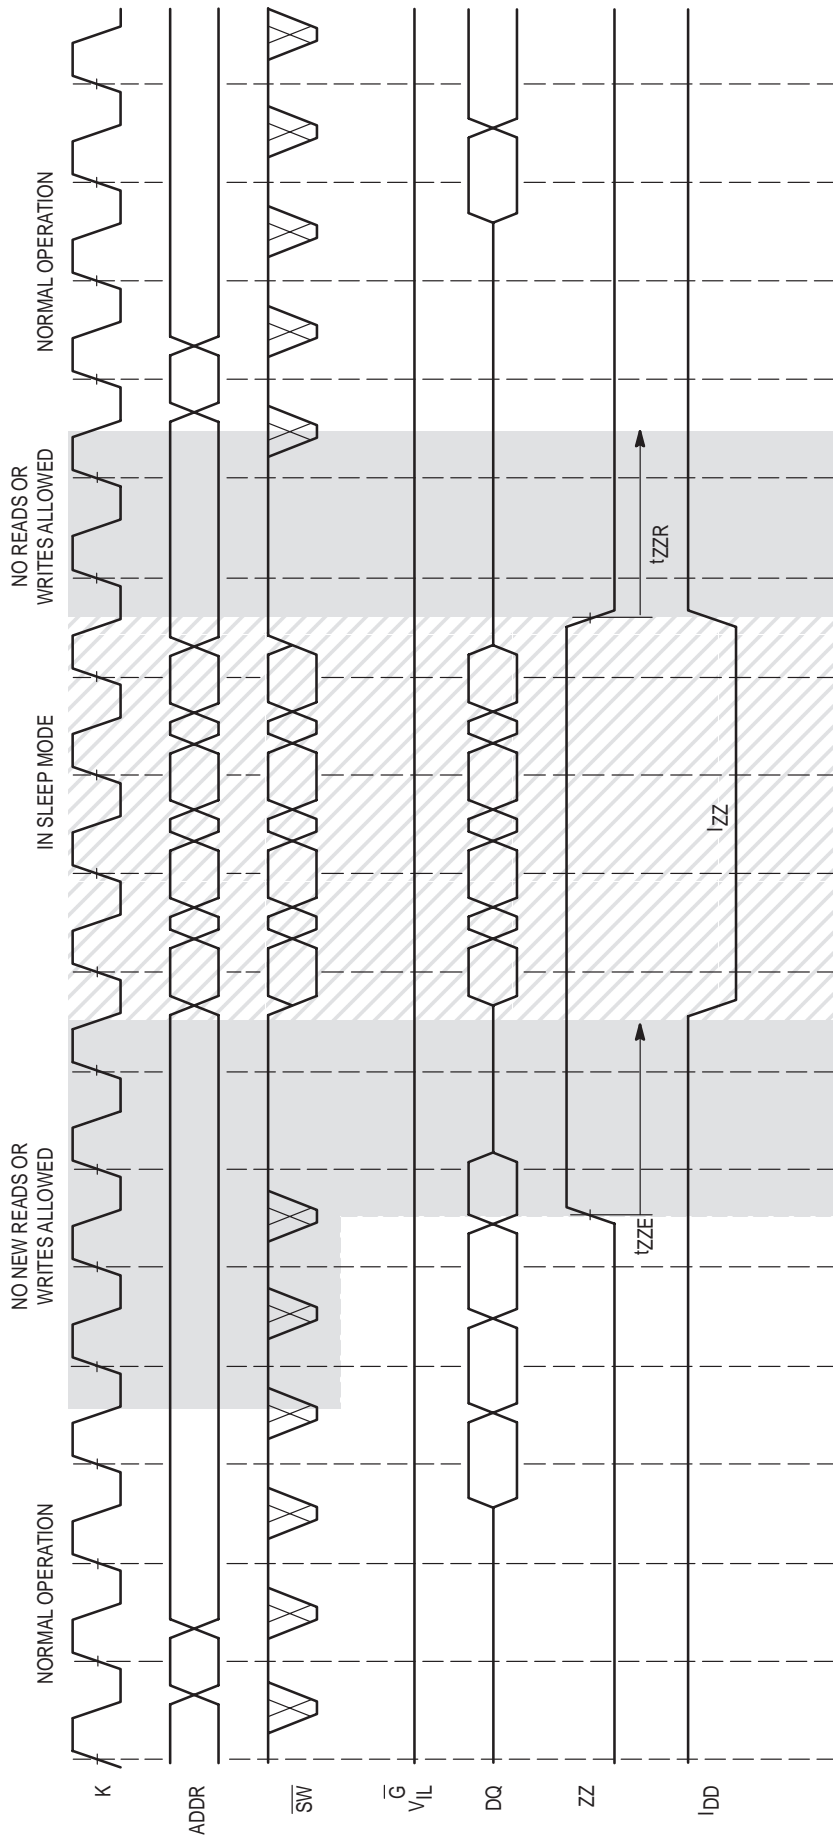 NORMAL OPERATION
NO NEW READS OR
WRITES ALLOWED
IN SLEEP MODE
NO READS OR
WRITES ALLOWED
NORMAL OPERATION
K
ADDR
SW
G
VIL
DQ
ZZ
tZZE
tZZR
IDD
IZZ